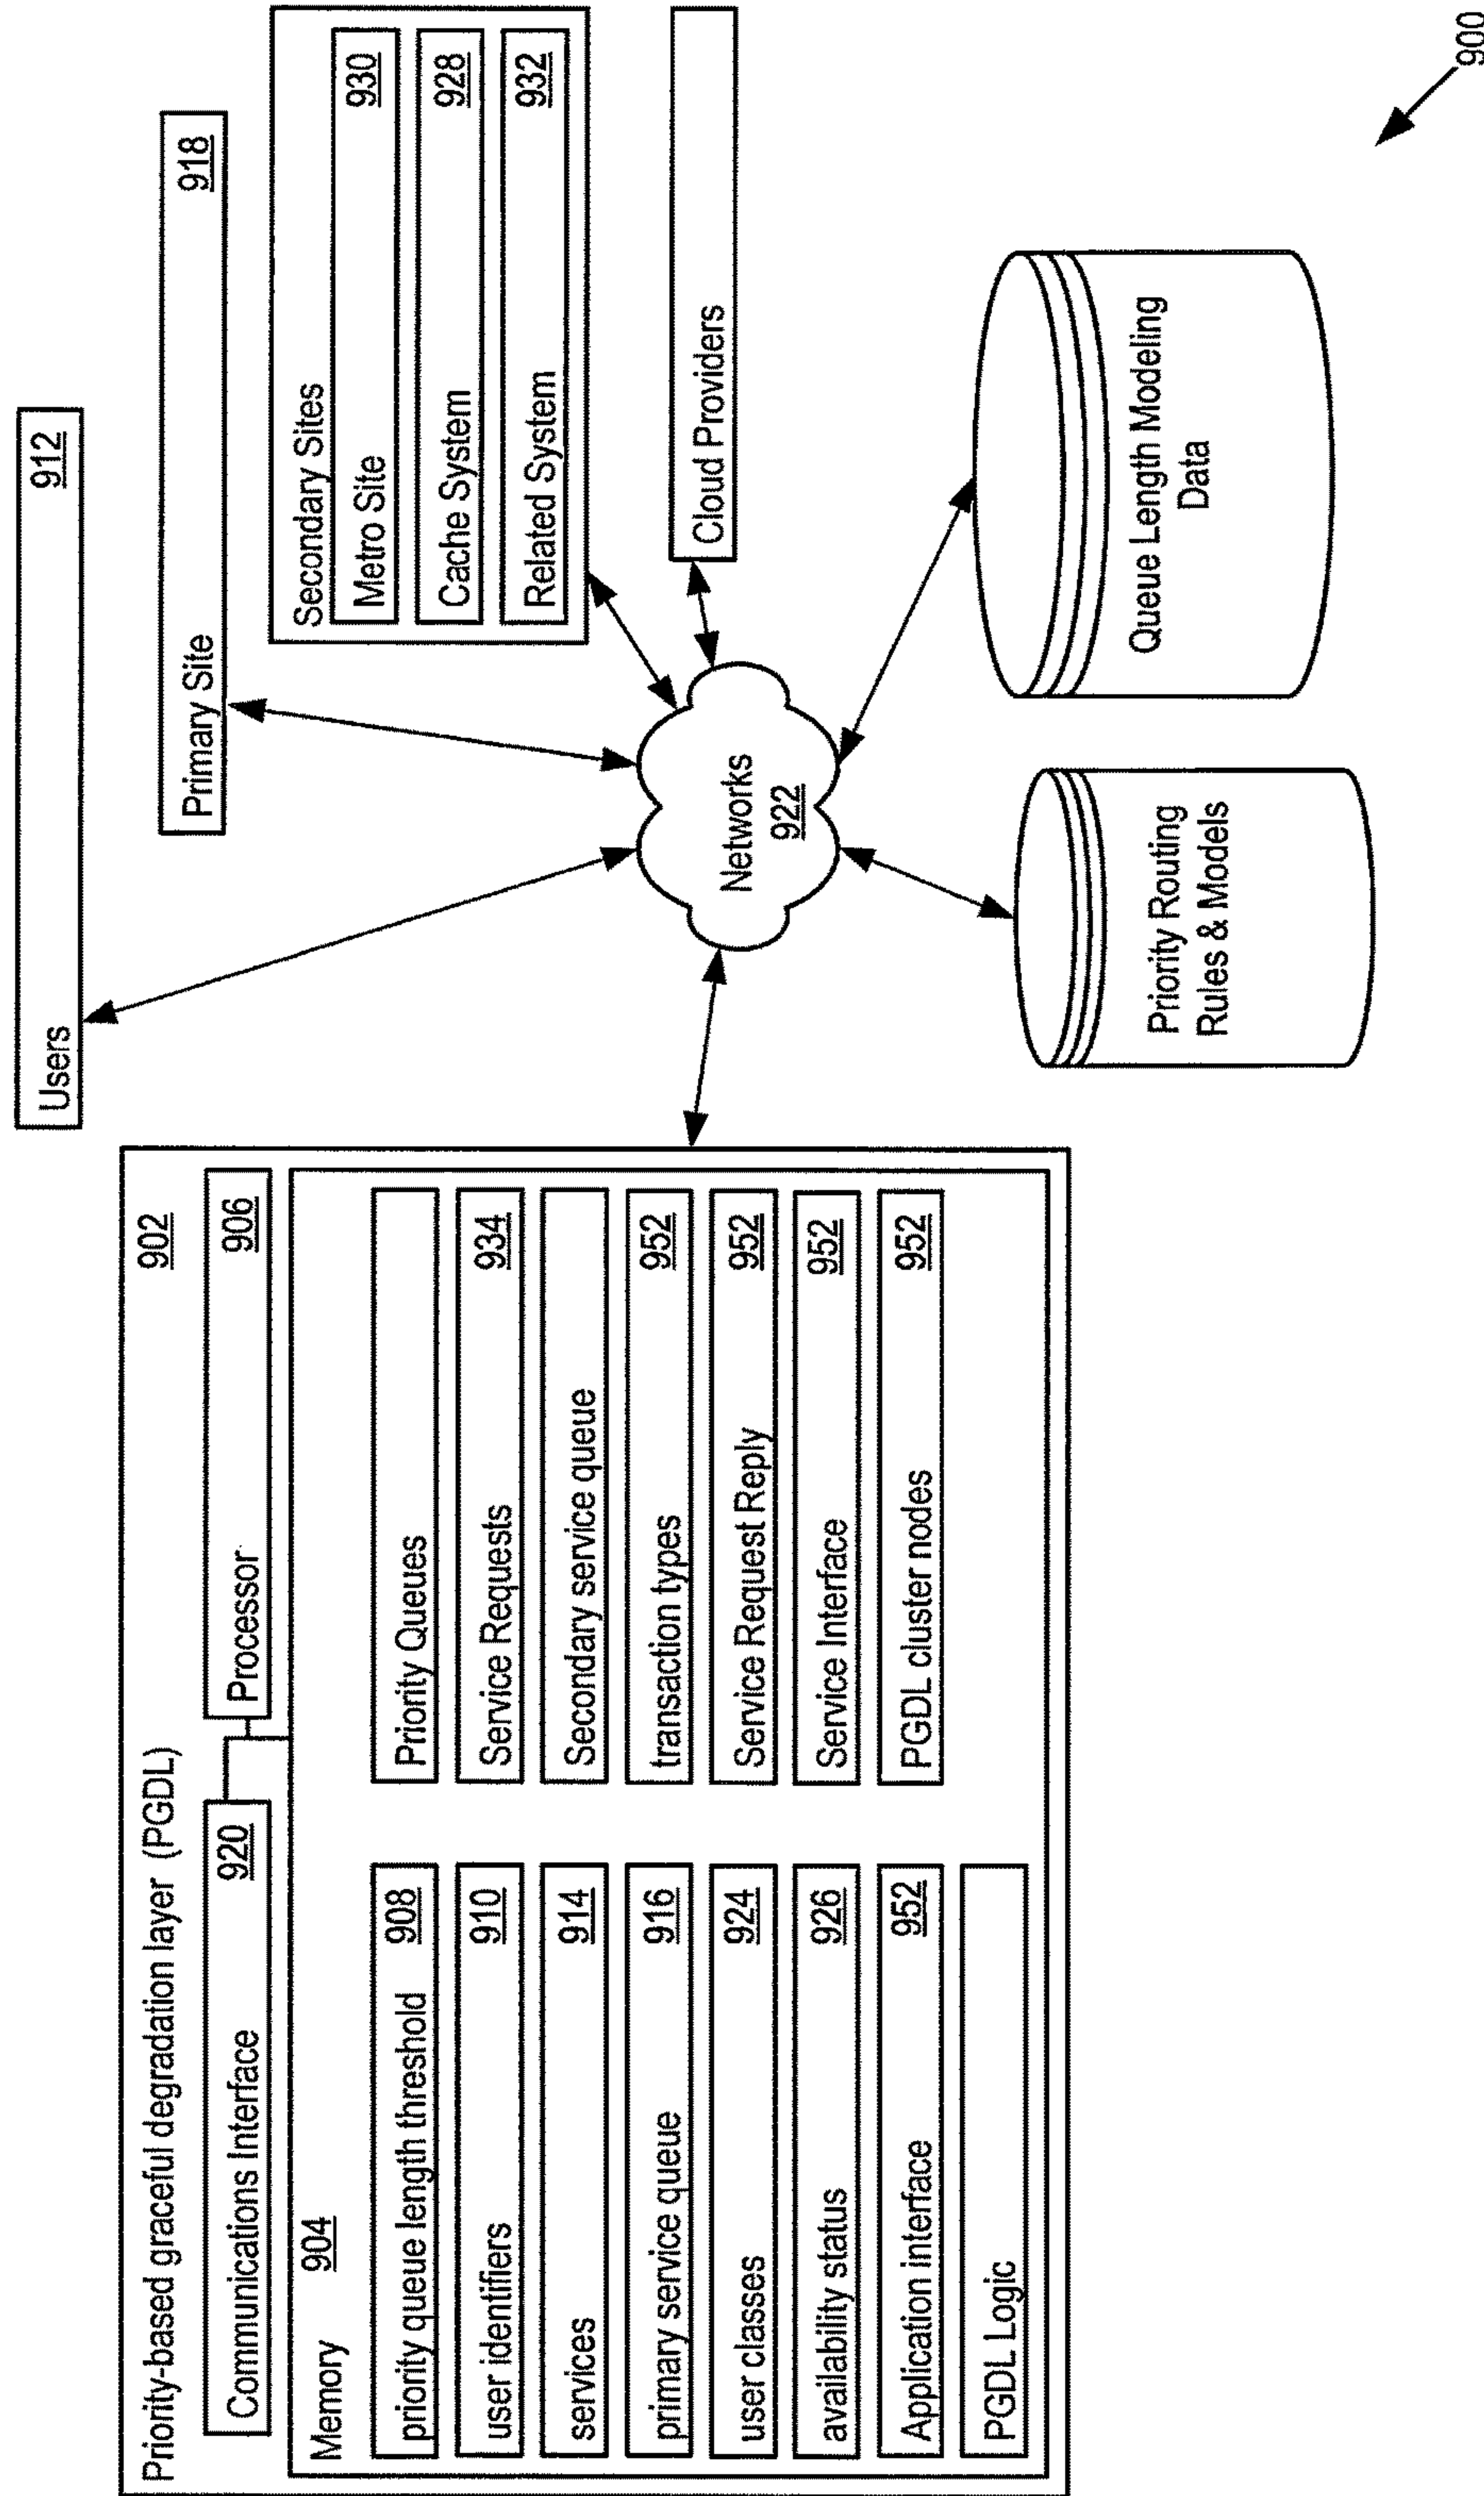 Priority-based graceful degradation layer (PGDL) 902
Communications Interface 920
Processor 906
Memory 904
priority queue length threshold 908
user identifiers 910
services 914
primary service queue 916
user classes 924
availability status 926
Application interface 952
PGDL Logic
Priority Queues
Service Requests 934
Secondary service queue
transaction types 952
Service Request Reply 952
Service Interface 952
PGDL cluster nodes 952
Users 912
Primary Site 918
Secondary Sites
Metro Site 930
Cache System 928
Related System 932
Cloud Providers
Networks
922
Priority Routing
Rules & Models
Queue Length Modeling
Data
900